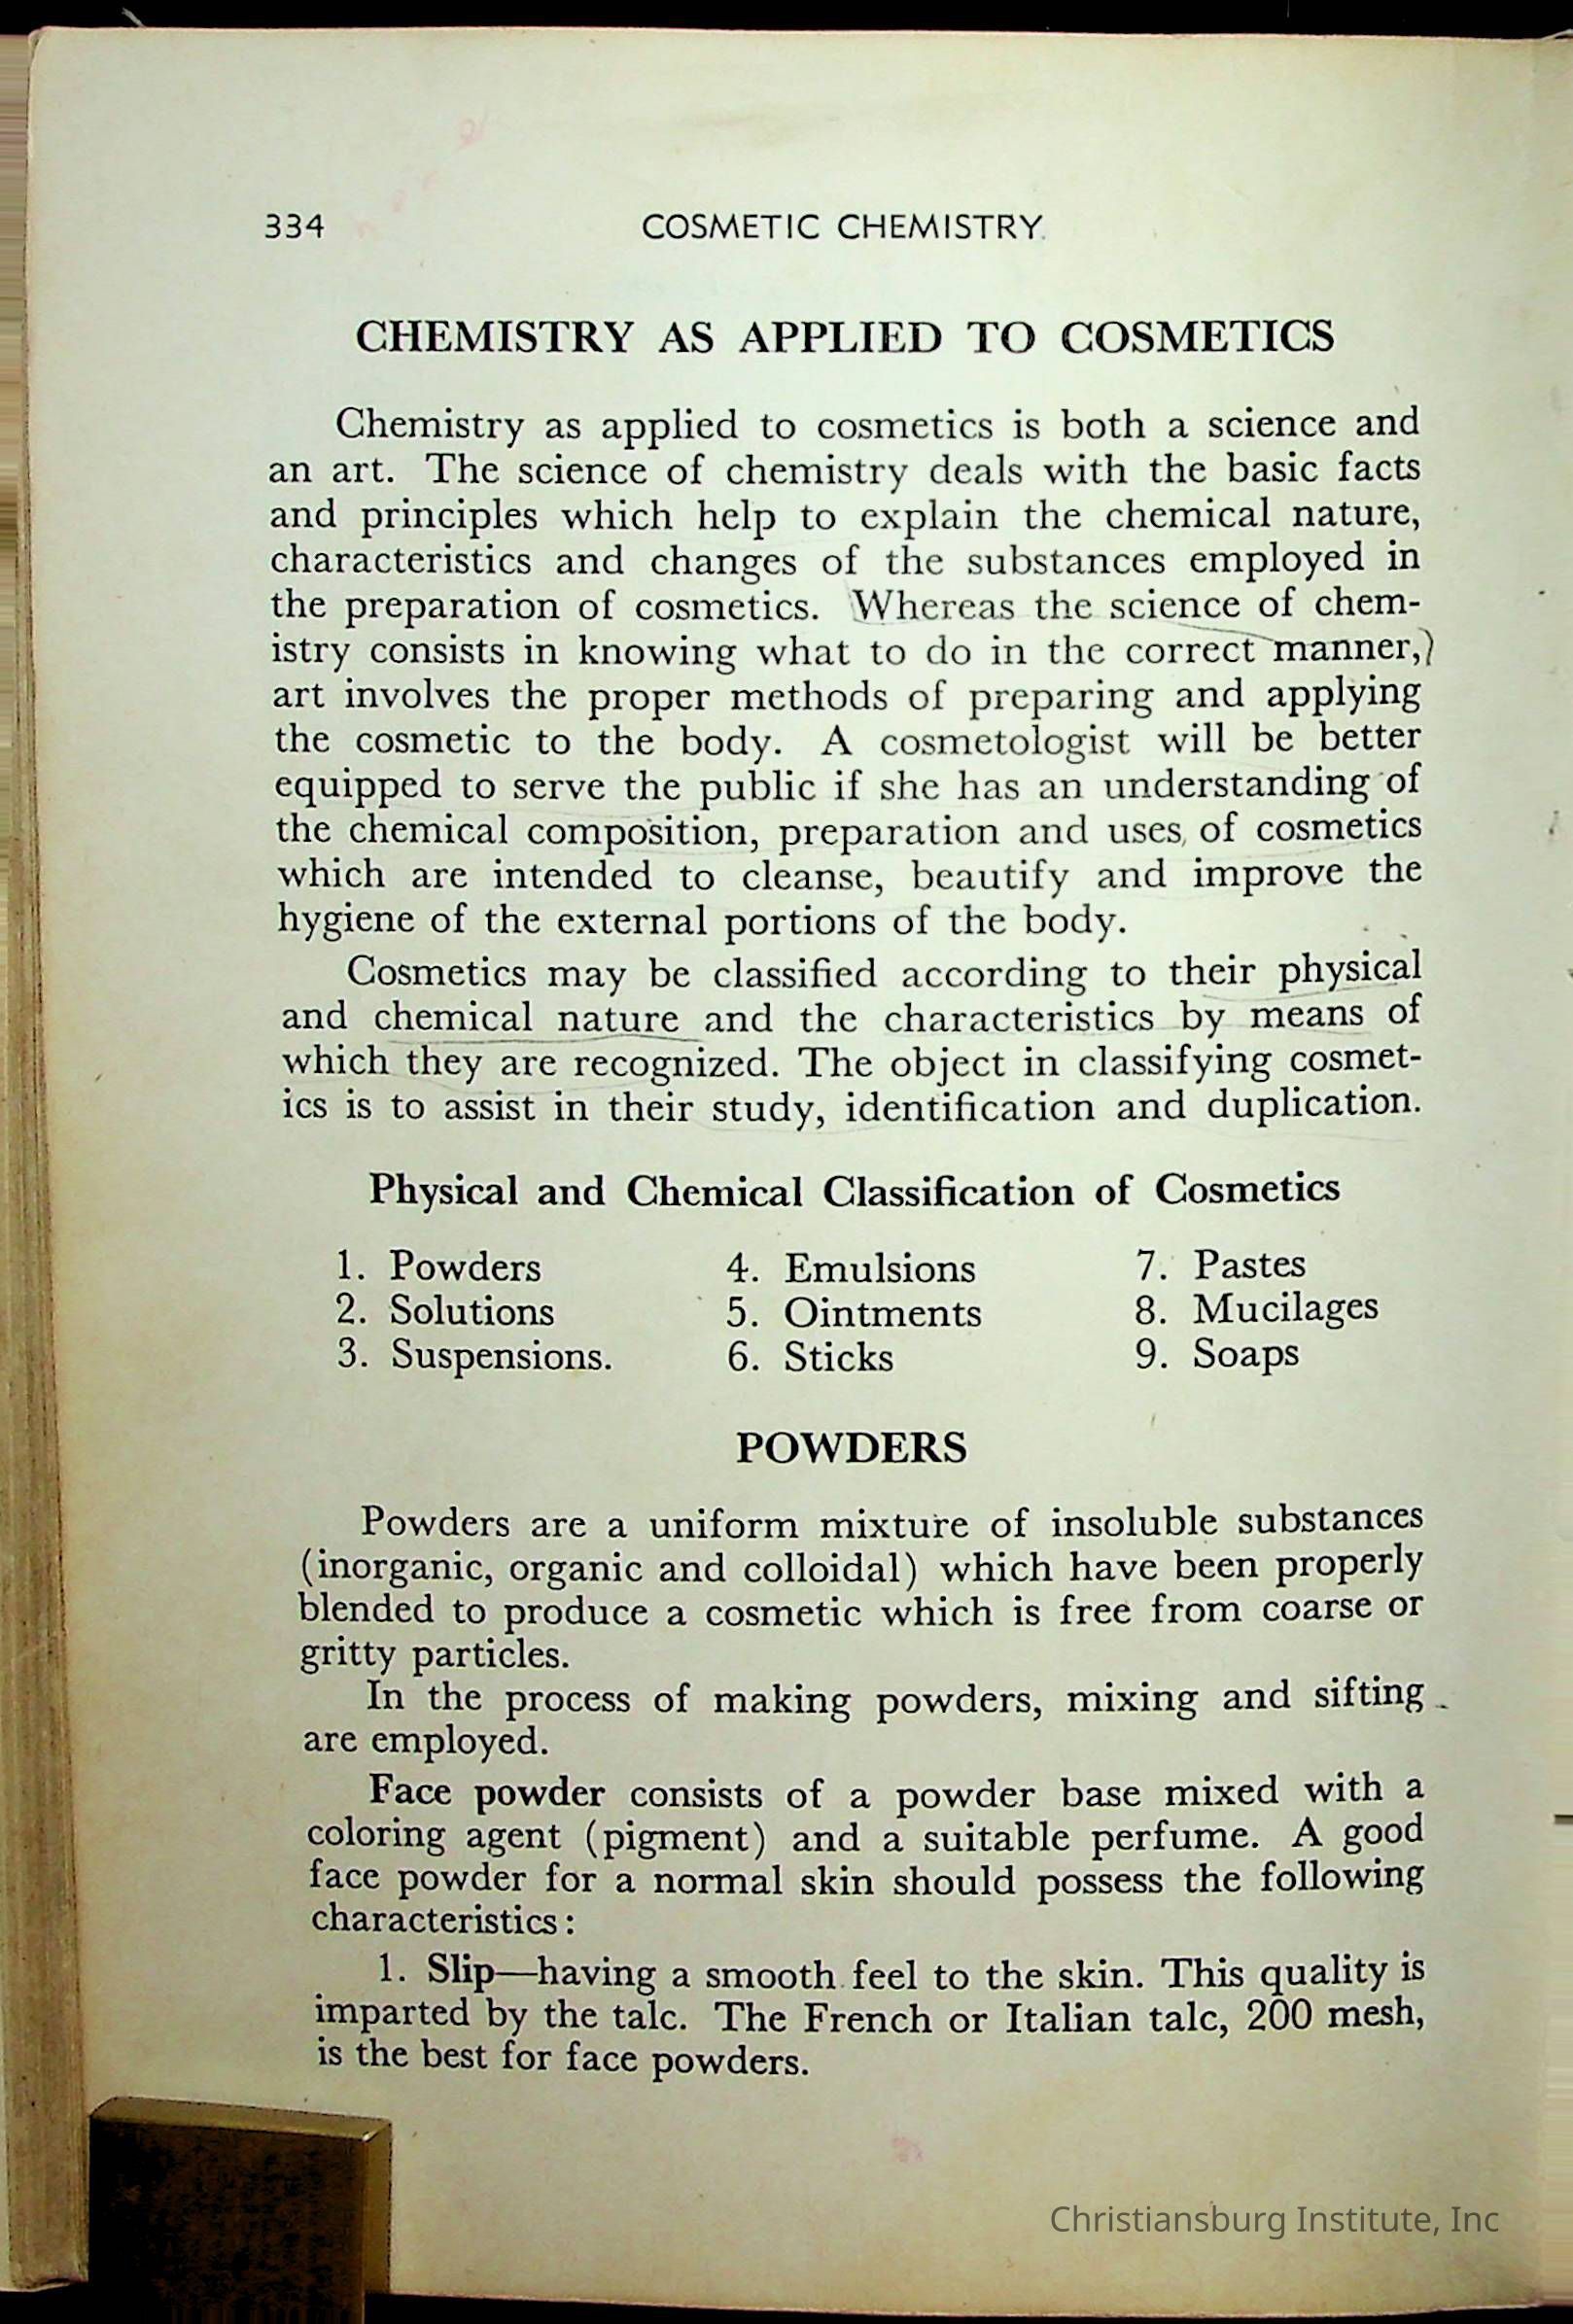 334 COSMETIC CHEMISTRY
CHEMISTRY AS APPLIED TO COSMETICS
Chemistry as applied to cosmetics is both a science and
an art. The science of chemistry deals with the basic facts
and principles which help to explain the chemical nature,
characteristics and changes of the substances employed in
the preparation of cosmetics. Whereas the science of chem-
istry consists in knowing what to do in the correct manner,)
art involves the proper methods of preparing and applying
the cosmetic to the body. A cosmetologist will be better
equipped to serve the public if she has an understanding of
the chemical composition, preparation and uses of cosmetics
which are intended to cleanse, beautify and improve the
hygiene of the external portions of the body.
Cosmetics may be classified according to their physical
and chemical nature and the characteristics by means of
which they are recognized. The object in classifying cosmet-
ics is to assist in their study, identification and duplication.
Physical and Chemical Classification of Cosmetics
1. Powders 4. Emulsions 7. Pastes
2. Solutions 5. Ointments 8. Mucilages
3. Suspensions. 6. Sticks 9. Soaps
POWDERS
Powders are a uniform mixture of insoluble substances
(inorganic, organic and colloidal) which have been properly
blended to produce a cosmetic which is free from coarse or
gritty particles.
In the process of making powders, mixing and sifting
are employed.
Face powder consists of a powder base mixed with a
coloring agent (pigment) and a suitable perfume. A good
face powder for a normal skin should possess the following
characteristics:
1. Slip—having a smooth feel to the skin. This quality is
imparted by the talc. The French or Italian talc, 200 mesh,
is the best for face powders.
Christiansburg Institute, Inc